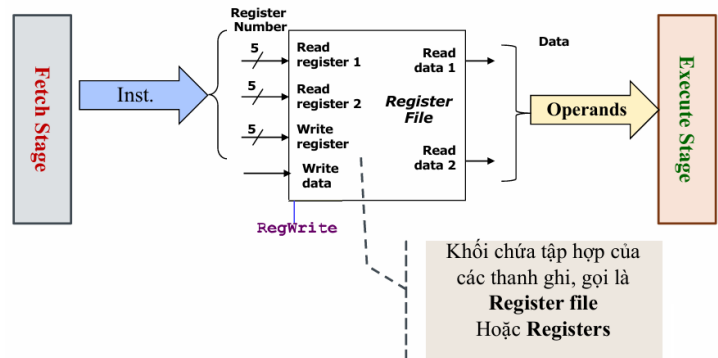 Register
Number
Data
Fetch Stage
Inst.
5
Read
register 1
5
Read
register 2
5
Write
register
Write
data
Register
File
Read
data 1
Read
data 2
RegWrite
Operands
Execute Stage
Khối chứa tập hợp của
các thanh ghi, gọi là
Register file
Hoặc Registers